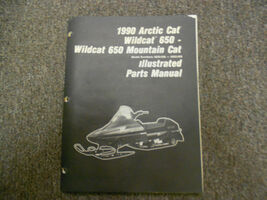 1990 Arctic Cat
Wildcat 650 -
Wildcat 650 Mountain Cat
Illustrated
Parts Manual